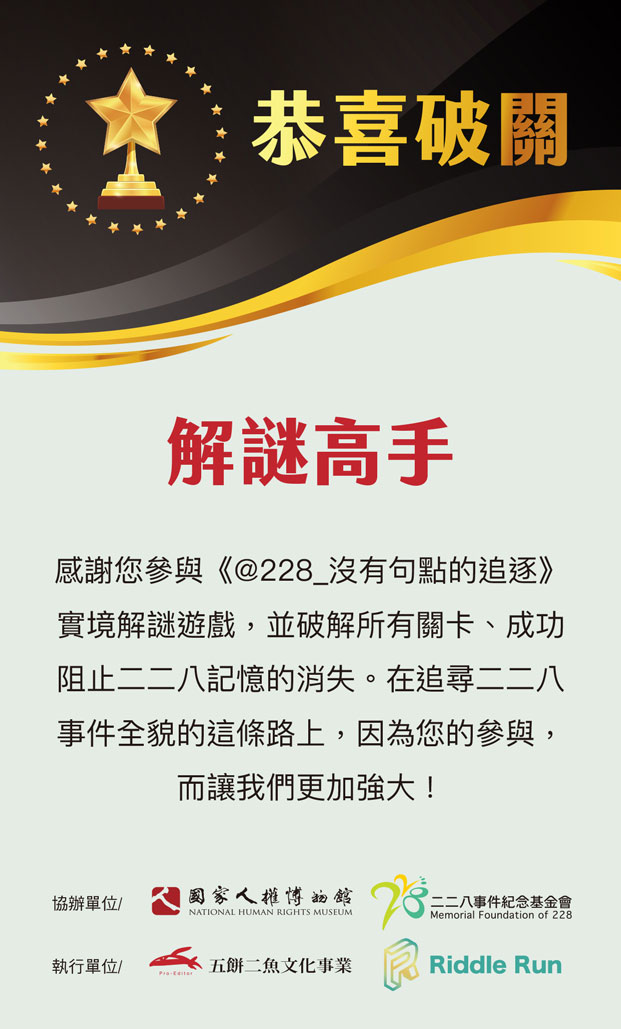 恭喜破關
解謎高手
感謝您參與《@228_沒有句點的追逐》
實境解謎遊戲,並破解所有關卡、成功
阻止二二八記憶的消失。在追尋二二八
事件全貌的這條路上,因為您的參與,
而讓我們更加強大!
協辦單位/ 國家人權博物館 NATIONAL HUMAN RIGHTS MUSEUM 228 二二八事件紀念基金會 Memorial Foundation of 228
執行單位/ Pro-Editor 五餅二魚文化事業 Riddle Run